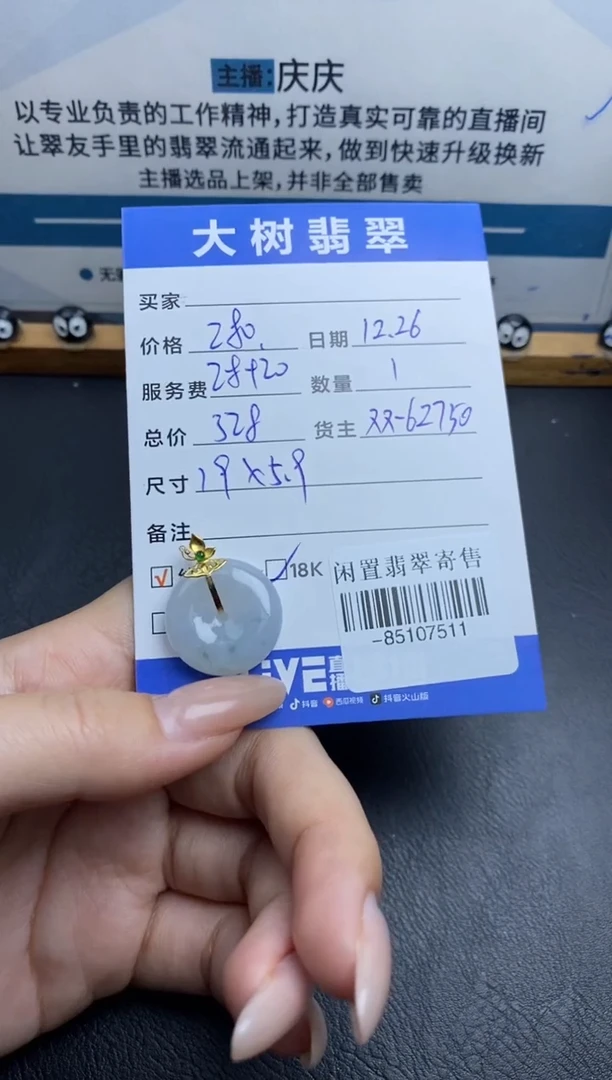 主播:庆庆
以专业负责的工作精神,打造真实可靠的直播间
让翠友手里的翡翠流通起来,做到快速升级换新
主播选品上架,并非全部售卖
大树翡翠
买家
价格 280. 日期 12.26
服务费 28+20 数量 1
总价 328 货主 双双-62750
尺寸 19×5.9
备注
18K
闲置翡翠寄售
-85107511
LIVE 直播
抖音 西瓜视频 抖音火山版